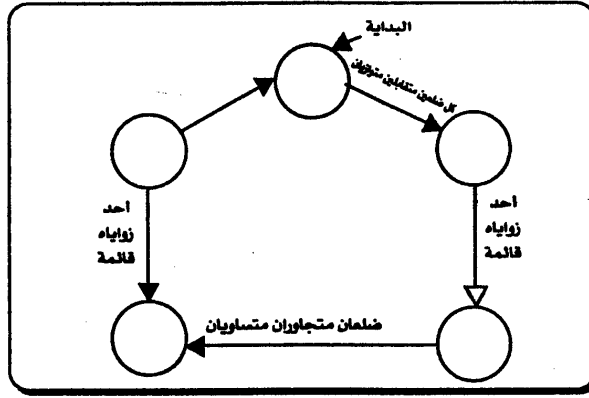 البداية
كل ضلعين متقابلين متوازيان
أحد
زواياه
قائمة
أحد
زواياه
قائمة
ضلعان متجاوران متساويان